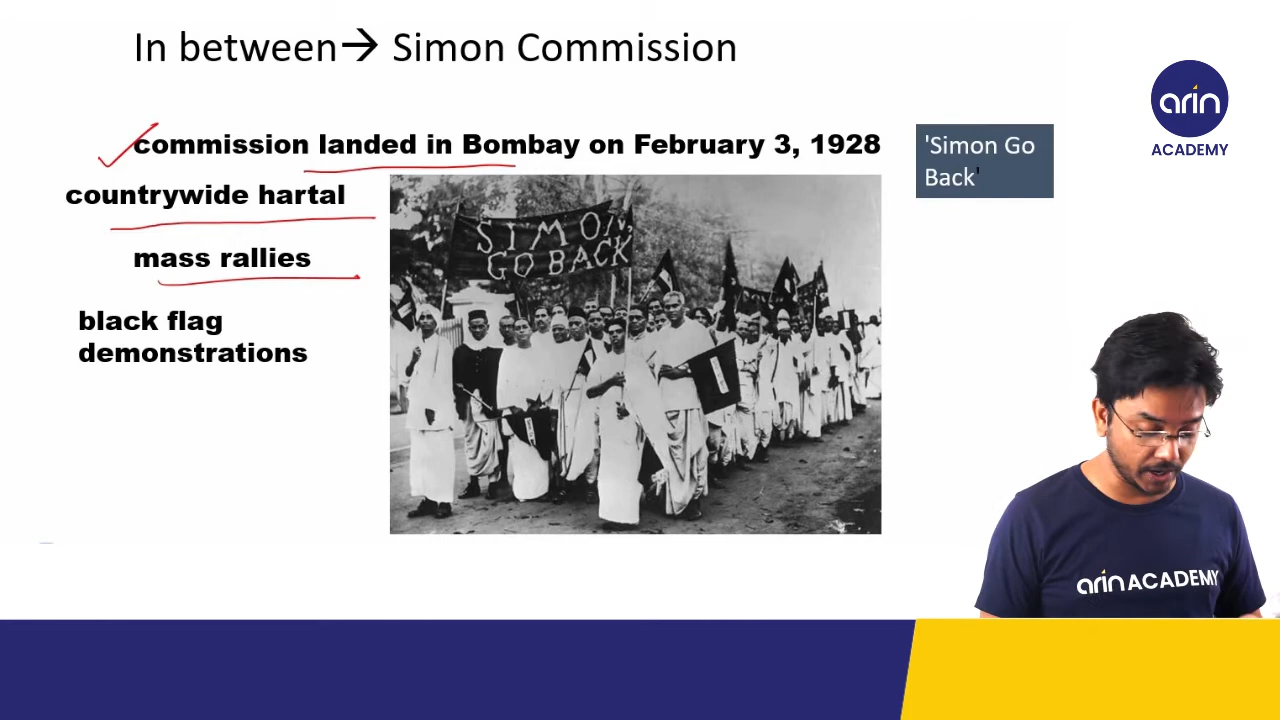 In between→ Simon Commission
commission landed in Bombay on February 3, 1928
countrywide hartal
mass rallies
black flag
demonstrations
'Simon Go
Back'
SIMON,
GO BACK
arin
ACADEMY
arin ACADEMY